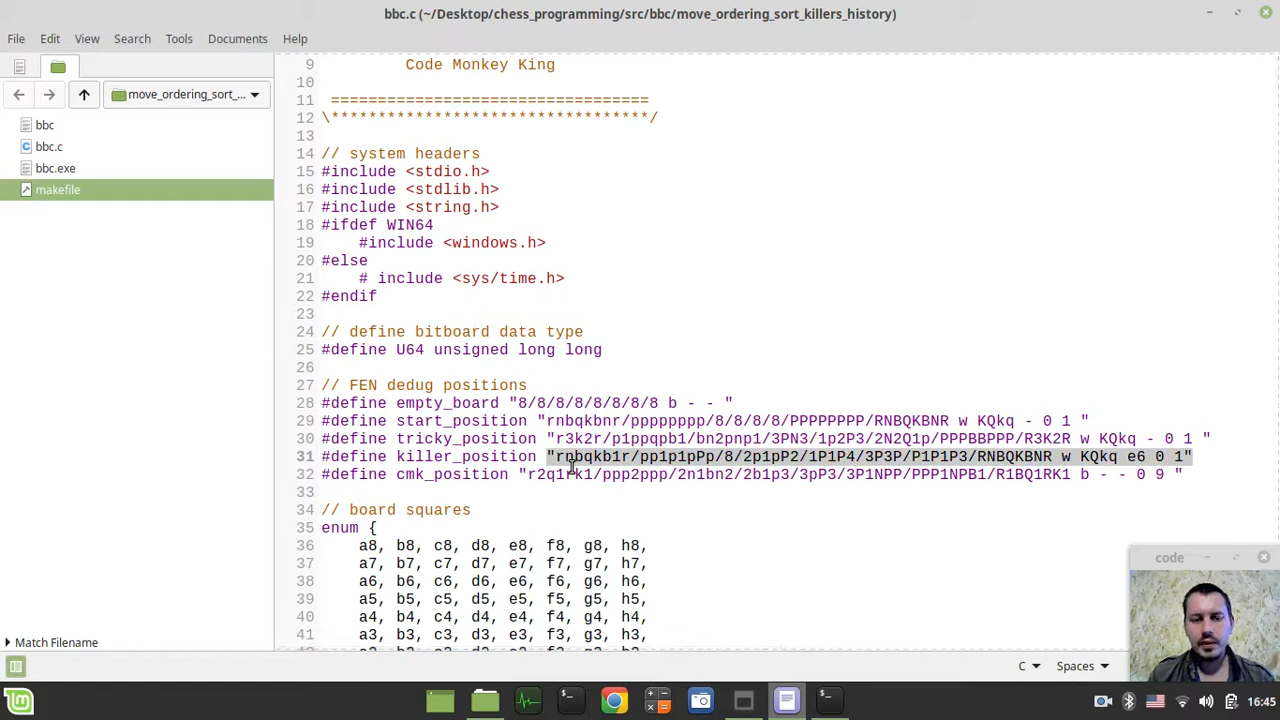 bbc.c (~/Desktop/chess_programming/src/bbc/move_ordering_sort_killers_history)
File Edit View Search Tools Documents Help
move_ordering_sort_...
bbc
bbc.c
bbc.exe
makefile
Match Filename
9 Code Monkey King
10
11 ==================================
12 \**********************************/
13
14 // system headers
15 #include <stdio.h>
16 #include <stdlib.h>
17 #include <string.h>
18 #ifdef WIN64
19 #include <windows.h>
20 #else
21 # include <sys/time.h>
22 #endif
23
24 // define bitboard data type
25 #define U64 unsigned long long
26
27 // FEN dedug positions
28 #define empty_board "8/8/8/8/8/8/8/8 b - - "
29 #define start_position "rnbqkbnr/pppppppp/8/8/8/8/PPPPPPPP/RNBQKBNR w KQkq - 0 1 "
30 #define tricky_position "r3k2r/p1ppqpb1/bn2pnp1/3PN3/1p2P3/2N2Q1p/PPPBBPPP/R3K2R w KQkq - 0 1 "
31 #define killer_position "rnbqkb1r/pp1p1pPp/8/2p1pP2/1P1P4/3P3P/P1P1P3/RNBQKBNR w KQkq e6 0 1"
32 #define cmk_position "r2q1rk1/ppp2ppp/2n1bn2/2b1p3/3pP3/3P1NPP/PPP1NPB1/R1BQ1RK1 b - - 0 9 "
33
34 // board squares
35 enum {
36 a8, b8, c8, d8, e8, f8, g8, h8,
37 a7, b7, c7, d7, e7, f7, g7, h7,
38 a6, b6, c6, d6, e6, f6, g6, h6,
39 a5, b5, c5, d5, e5, f5, g5, h5,
40 a4, b4, c4, d4, e4, f4, g4, h4,
41 a3, b3, c3, d3, e3, f3, g3, h3,
code
C Spaces
16:45